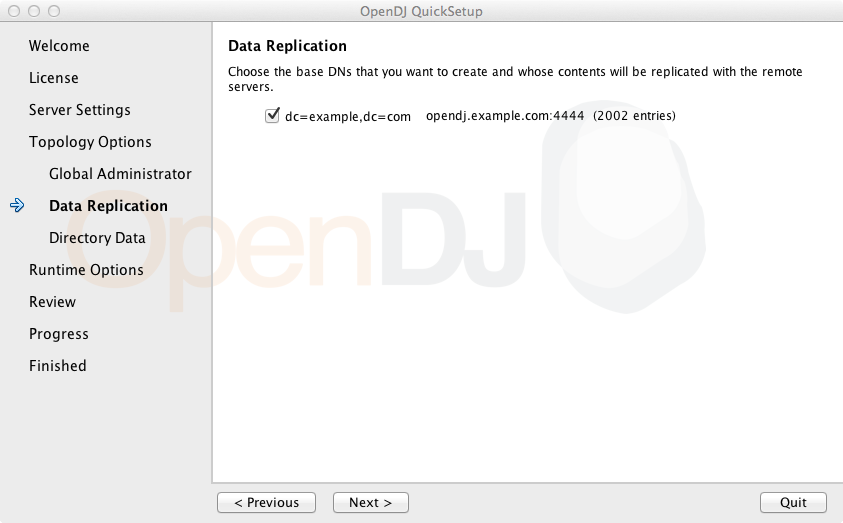 OpenDJ QuickSetup
Welcome
License
Server Settings
Topology Options
Global Administrator
Data Replication
Directory Data
Runtime Options
Review
Progress
Finished
Data Replication
Choose the base DNs that you want to create and whose contents will be replicated with the remote
servers.
dc=example,dc=com opendj.example.com:4444 (2002 entries)
OpenDJ
< Previous Next > Quit